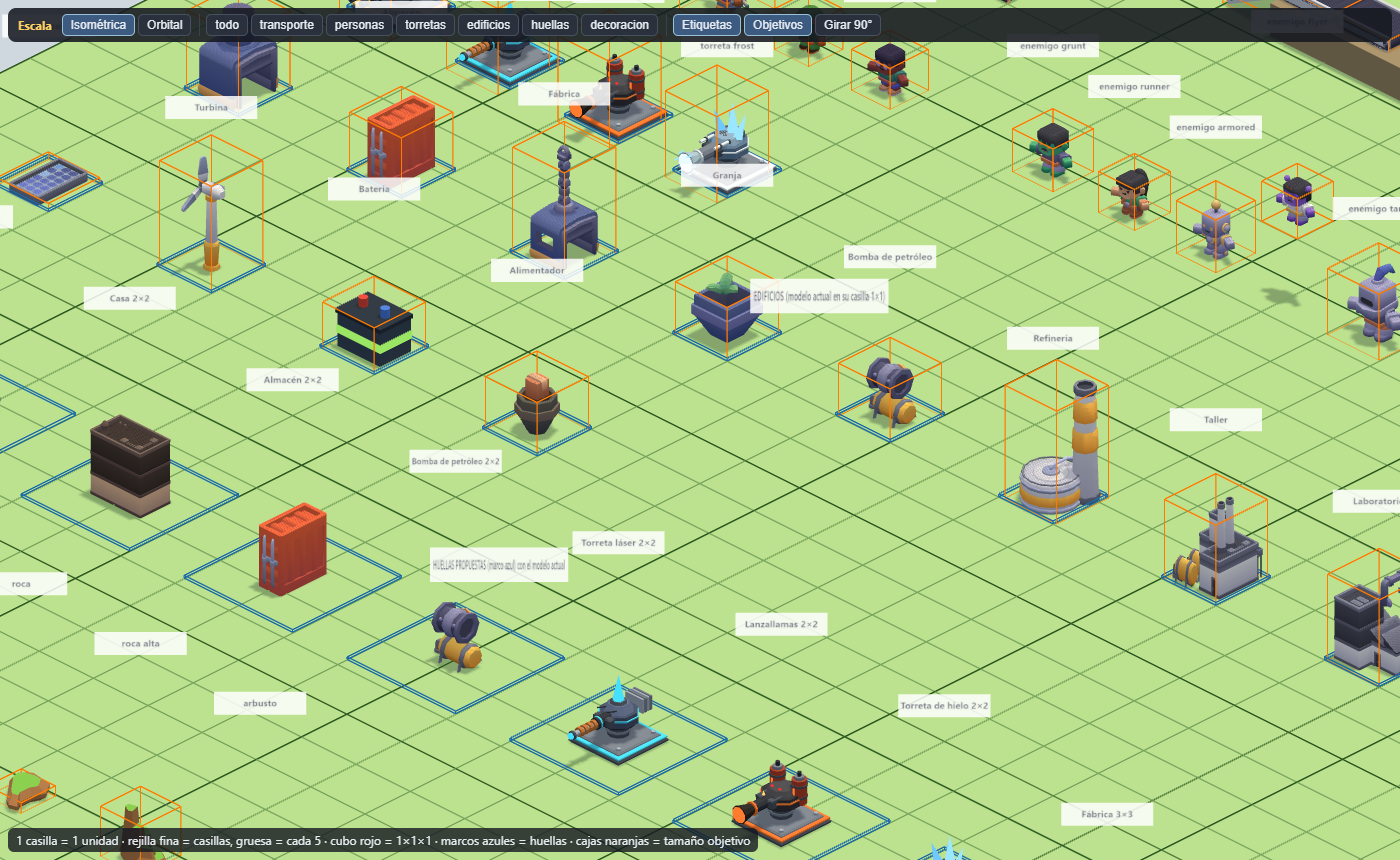 Escala Isométrica Orbital todo transporte personas torretas edificios huellas decoracion Etiquetas Objetivos Girar 90°
torreta frost
enemigo grunt
enemigo runner
Fábrica
Turbina
enemigo armored
Granja
Batería
Bomba de petróleo
Alimentador
EDIFICIOS (modelo actual en su casilla 1×1)
Casa 2×2
Refinería
Almacén 2×2
Taller
Bomba de petróleo 2×2
Torreta láser 2×2
HUELLAS PROPUESTAS (marco azul) con el modelo actual
roca
Lanzallamas 2×2
roca alta
arbusto
Torreta de hielo 2×2
Fábrica 3×3
1 casilla = 1 unidad · rejilla fina = casillas, gruesa = cada 5 · cubo rojo = 1×1×1 · marcos azules = huellas · cajas naranjas = tamaño objetivo